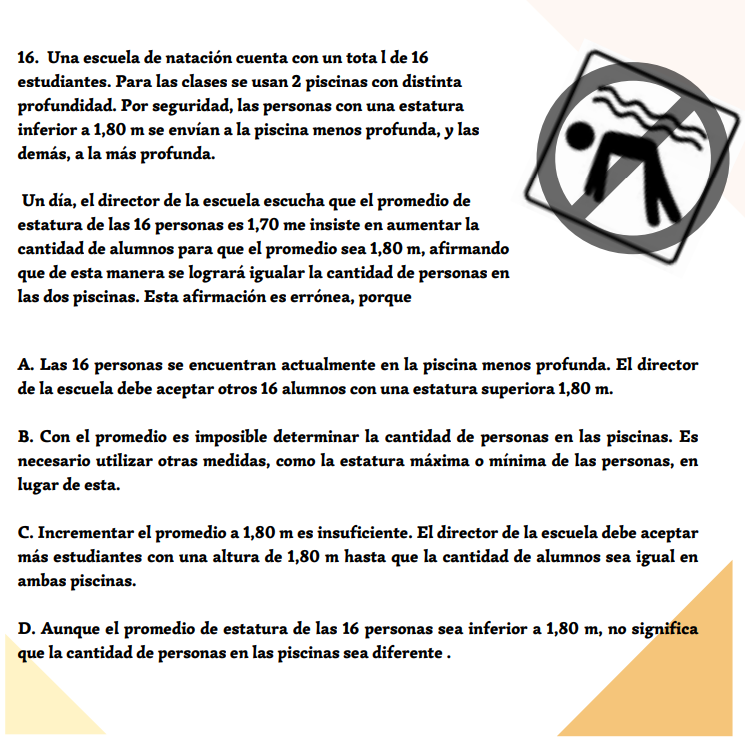 16. Una escuela de natación cuenta con un tota l de 16
estudiantes. Para las clases se usan 2 piscinas con distinta
profundidad. Por seguridad, las personas con una estatura
inferior a 1,80 m se envían a la piscina menos profunda, y las
demás, a la más profunda.
Un día, el director de la escuela escucha que el promedio de
estatura de las 16 personas es 1,70 me insiste en aumentar la
cantidad de alumnos para que el promedio sea 1,80 m, afirmando
que de esta manera se logrará igualar la cantidad de personas en
las dos piscinas. Esta afirmación es errónea, porque
A. Las 16 personas se encuentran actualmente en la piscina menos profunda. El director
de la escuela debe aceptar otros 16 alumnos con una estatura superiora 1,80 m.
B. Con el promedio es imposible determinar la cantidad de personas en las piscinas. Es
necesario utilizar otras medidas, como la estatura máxima o mínima de las personas, en
lugar de esta.
C. Incrementar el promedio a 1,80 m es insuficiente. El director de la escuela debe aceptar
más estudiantes con una altura de 1,80 m hasta que la cantidad de alumnos sea igual en
ambas piscinas.
D. Aunque el promedio de estatura de las 16 personas sea inferior a 1,80 m, no significa
que la cantidad de personas en las piscinas sea diferente .